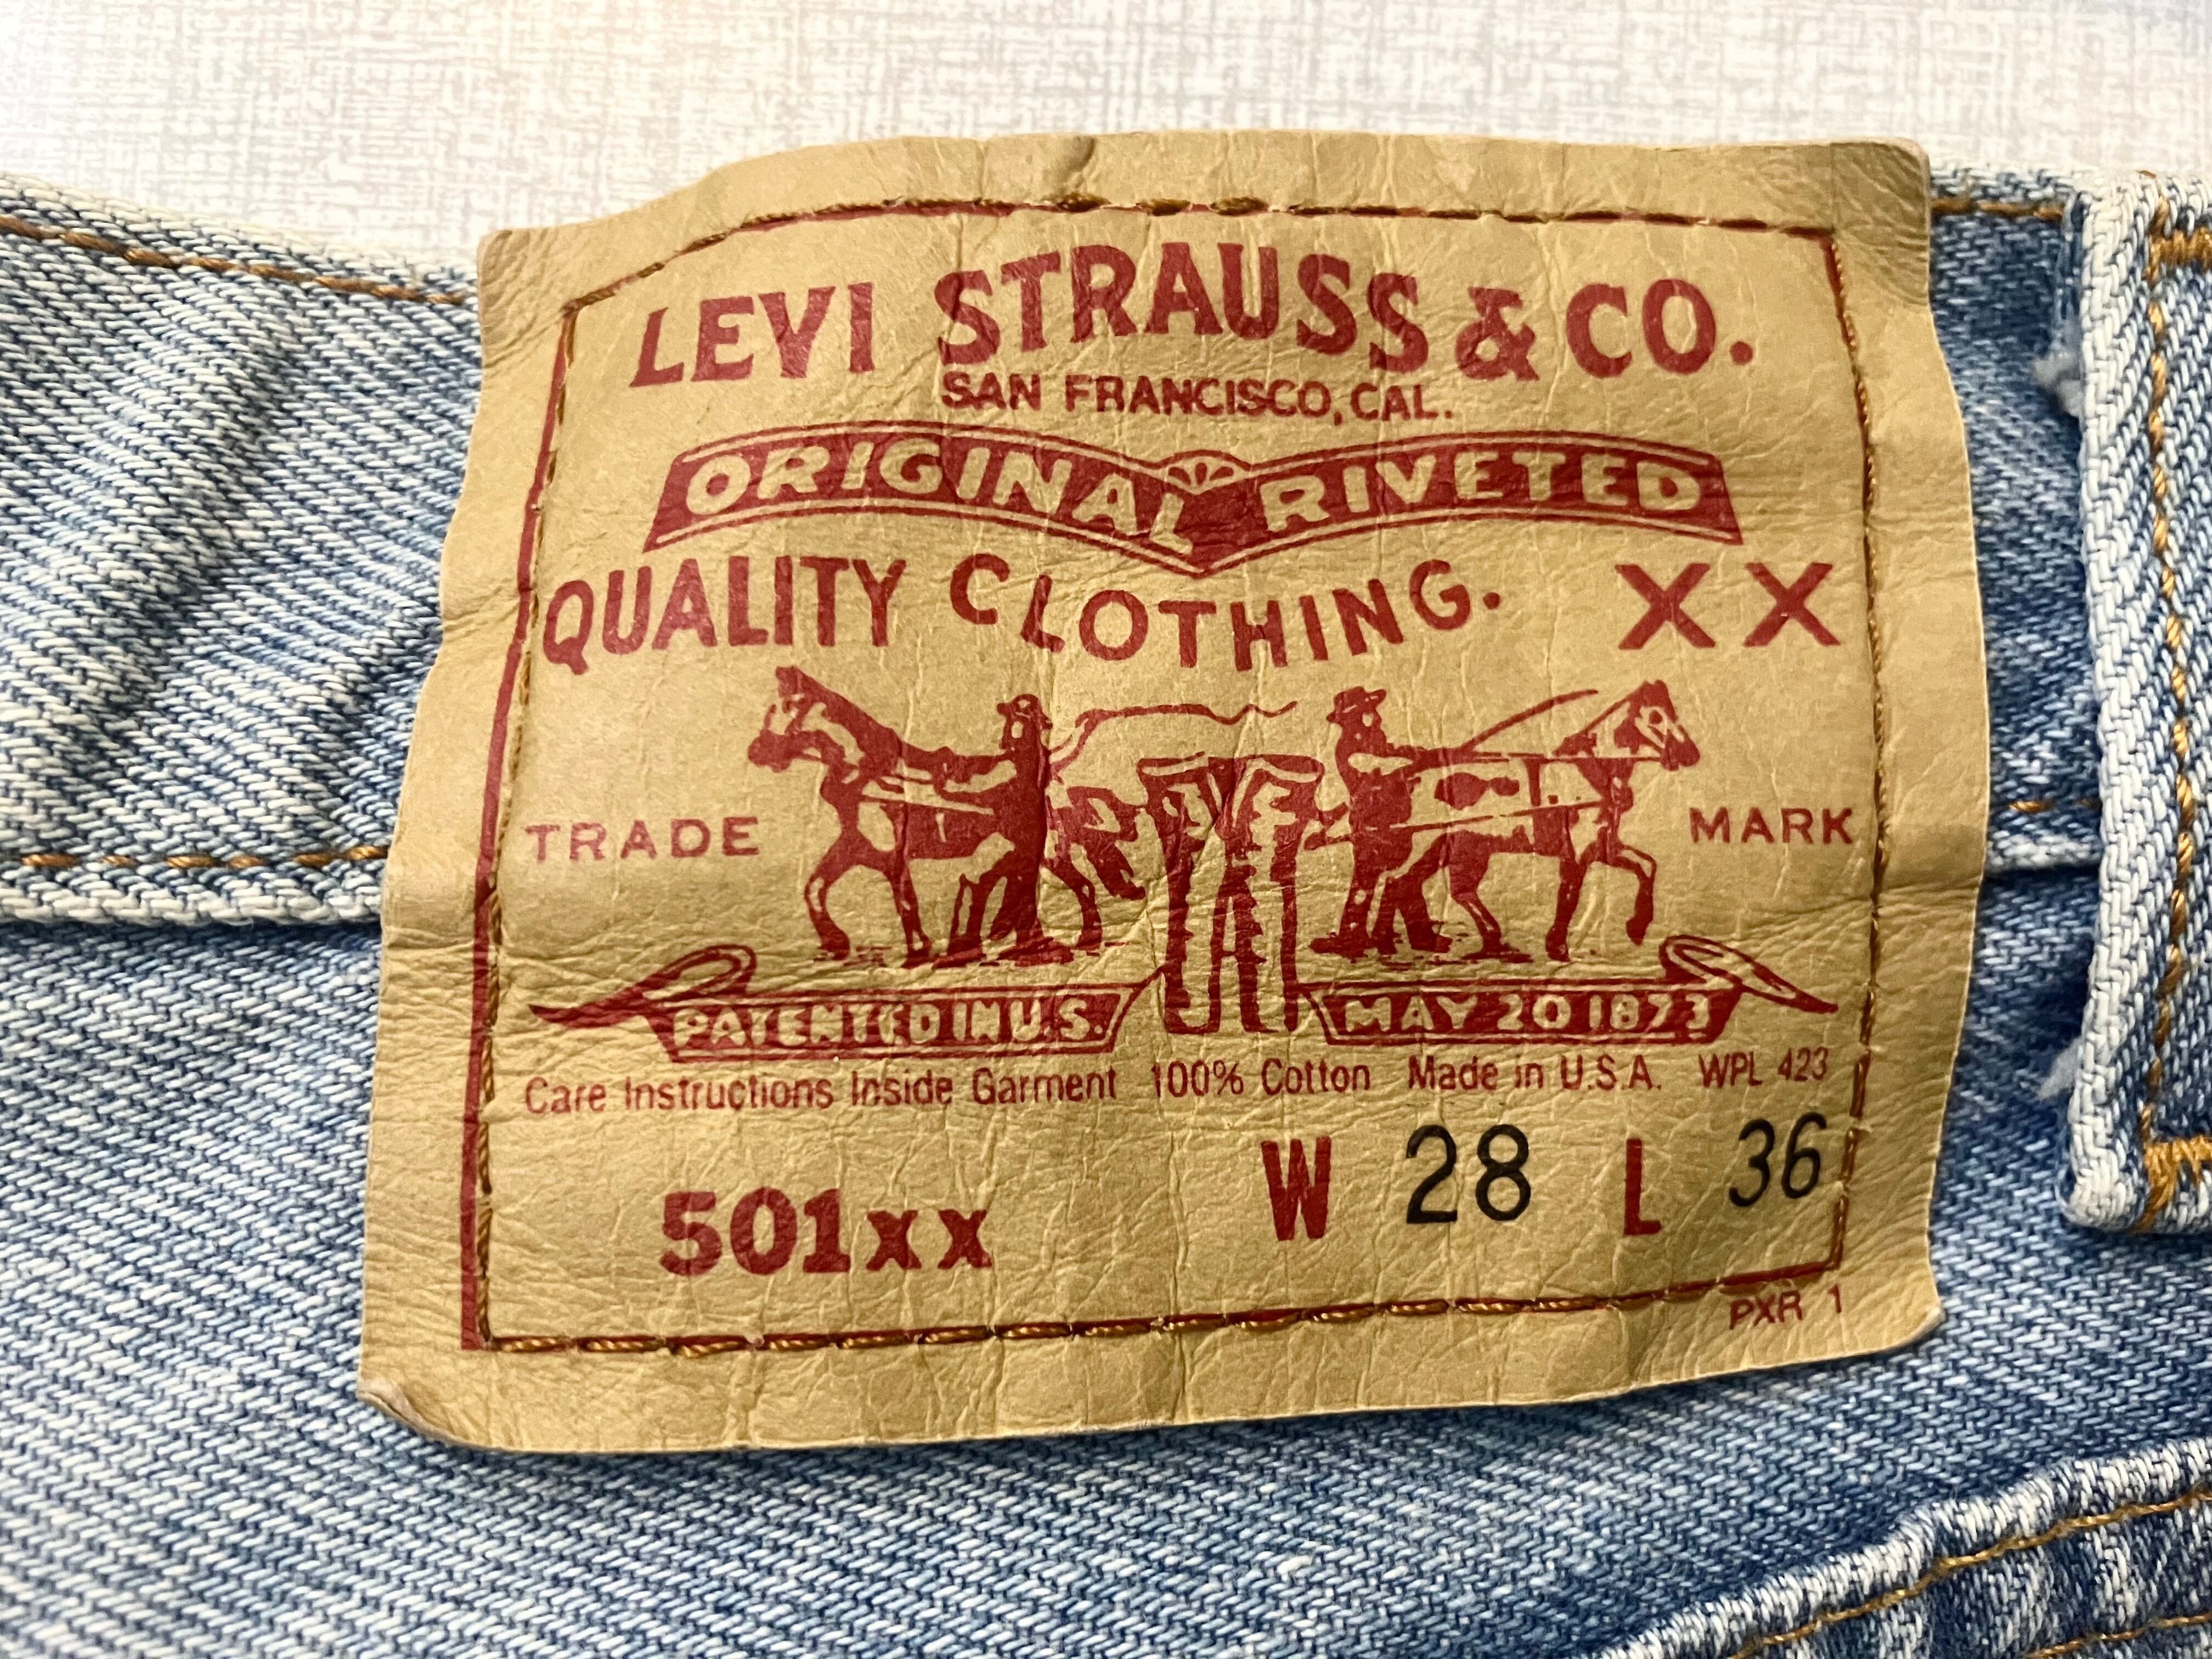 LEVI STRAUSS & CO.
SAN FRANCISCO, CAL.
ORIGINAL RIVETED
QUALITY CLOTHING. XX
TRADE MARK
PATENTED IN U.S. MAY 20 1873
Care Instructions Inside Garment 100% Cotton Made in U.S.A. WPL 423
501xx W 28 L 36
PXR 1